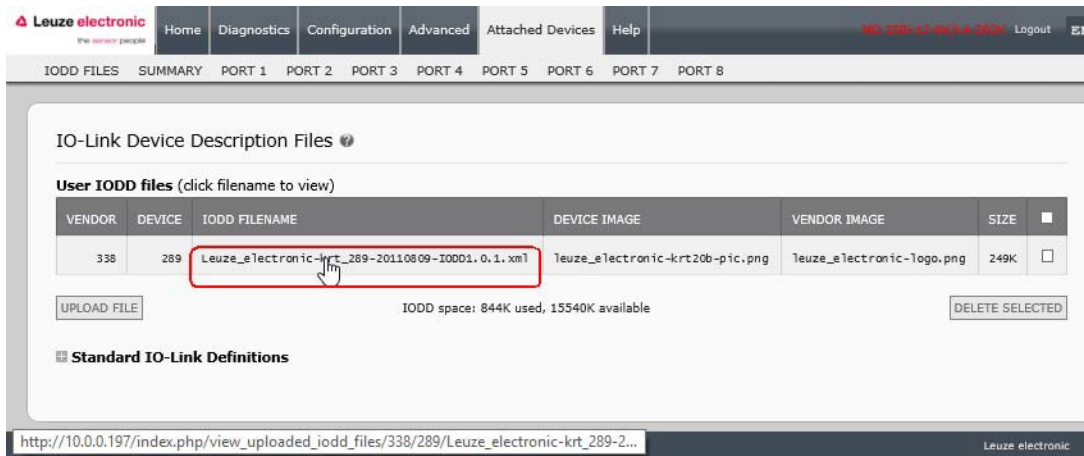 Leuze electronic
the sensor people
Home Diagnostics Configuration Advanced Attached Devices Help
Logout EN
IODD FILES SUMMARY PORT 1 PORT 2 PORT 3 PORT 4 PORT 5 PORT 6 PORT 7 PORT 8
IO-Link Device Description Files ?
User IODD files (click filename to view)
VENDOR DEVICE IODD FILENAME DEVICE IMAGE VENDOR IMAGE SIZE
338 289 Leuze_electronic-krt_289-20110809-IODD1.0.1.xml leuze_electronic-krt20b-pic.png leuze_electronic-logo.png 249K
UPLOAD FILE IODD space: 844K used, 15540K available DELETE SELECTED
Standard IO-Link Definitions
http://10.0.0.197/index.php/view_uploaded_iodd_files/338/289/Leuze_electronic-krt_289-2...
Leuze electronic